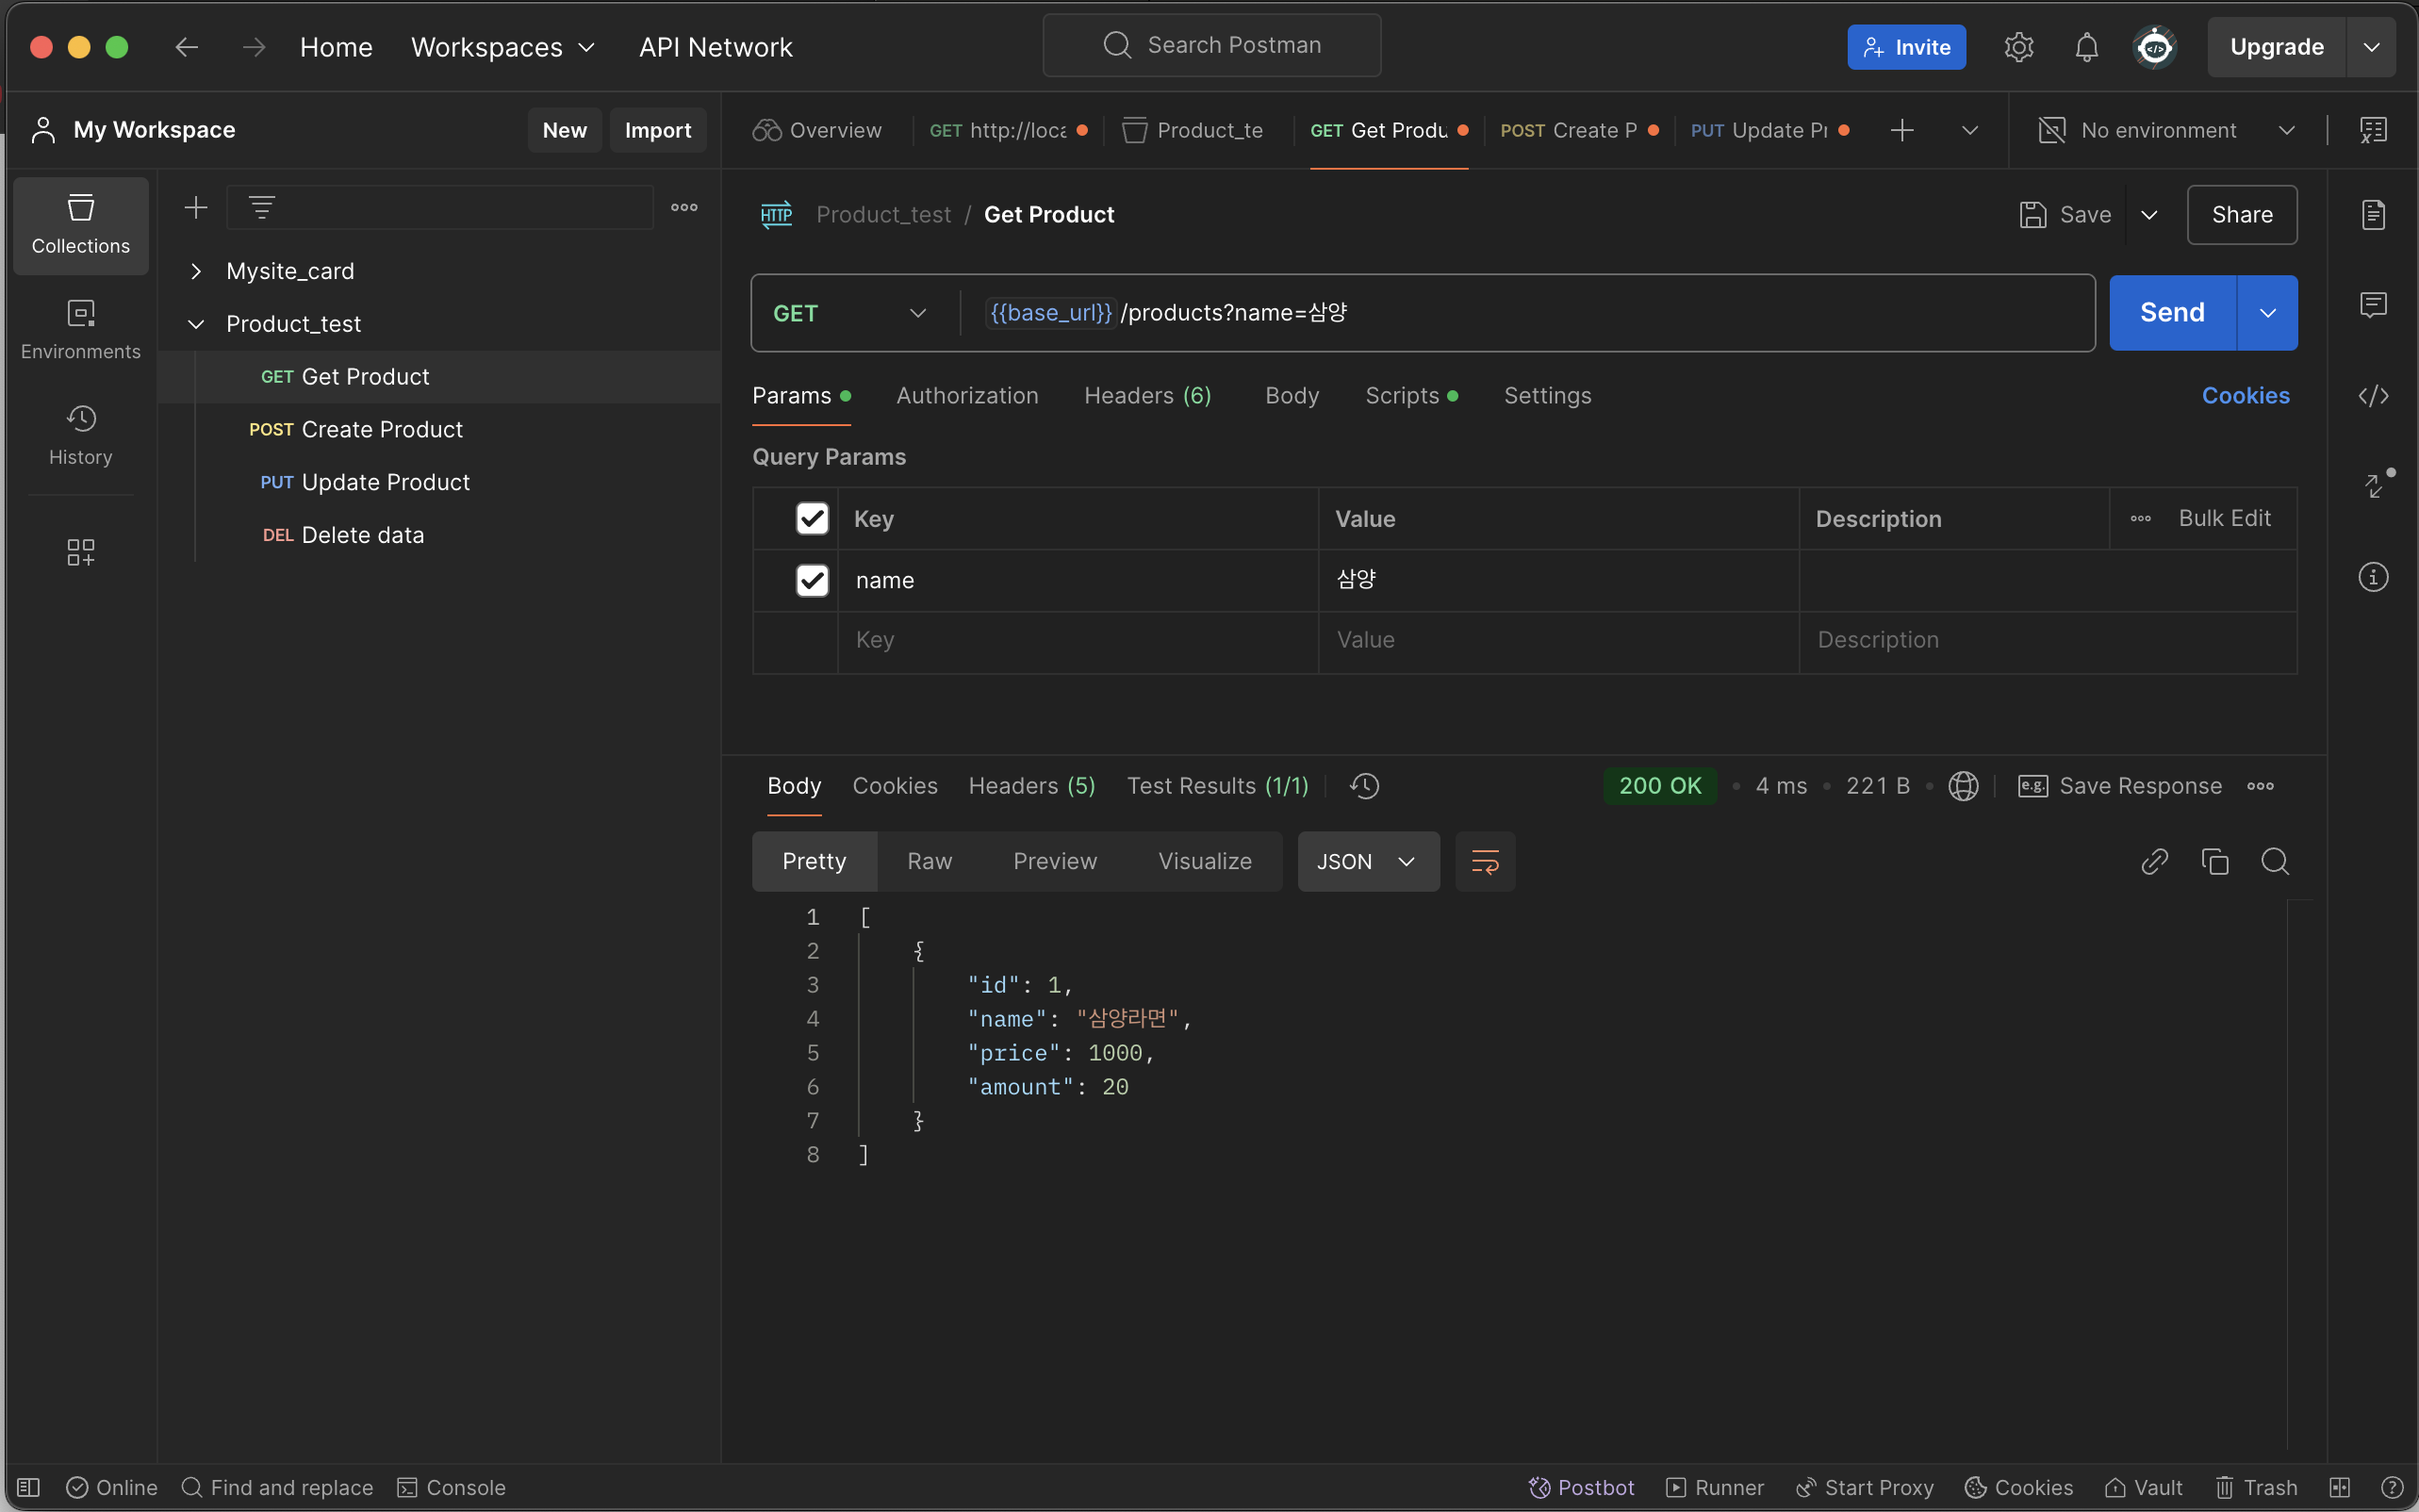 Home Workspaces API Network Search Postman Invite Upgrade
My Workspace New Import Overview GET http://loca Product_te GET Get Produ POST Create P PUT Update Pr No environment
Collections
Environments
History
Mysite_card
Product_test
GET Get Product
POST Create Product
PUT Update Product
DEL Delete data
HTTP Product_test / Get Product Save Share
GET {{base_url}} /products?name=삼양 Send
Params Authorization Headers (6) Body Scripts Settings Cookies
Query Params
Key Value Description Bulk Edit
name 삼양
Key Value Description
Body Cookies Headers (5) Test Results (1/1) 200 OK 4 ms 221 B e.g. Save Response
Pretty Raw Preview Visualize JSON
1 [
2 {
3 "id": 1,
4 "name": "삼양라면",
5 "price": 1000,
6 "amount": 20
7 }
8 ]
Online Find and replace Console Postbot Runner Start Proxy Cookies Vault Trash